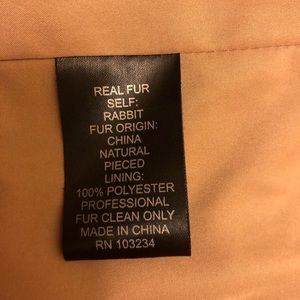 REAL FUR
SELF:
RABBIT
FUR ORIGIN:
CHINA
NATURAL
PIECED
LINING:
100% POLYESTER
PROFESSIONAL
FUR CLEAN ONLY
MADE IN CHINA
RN 103234